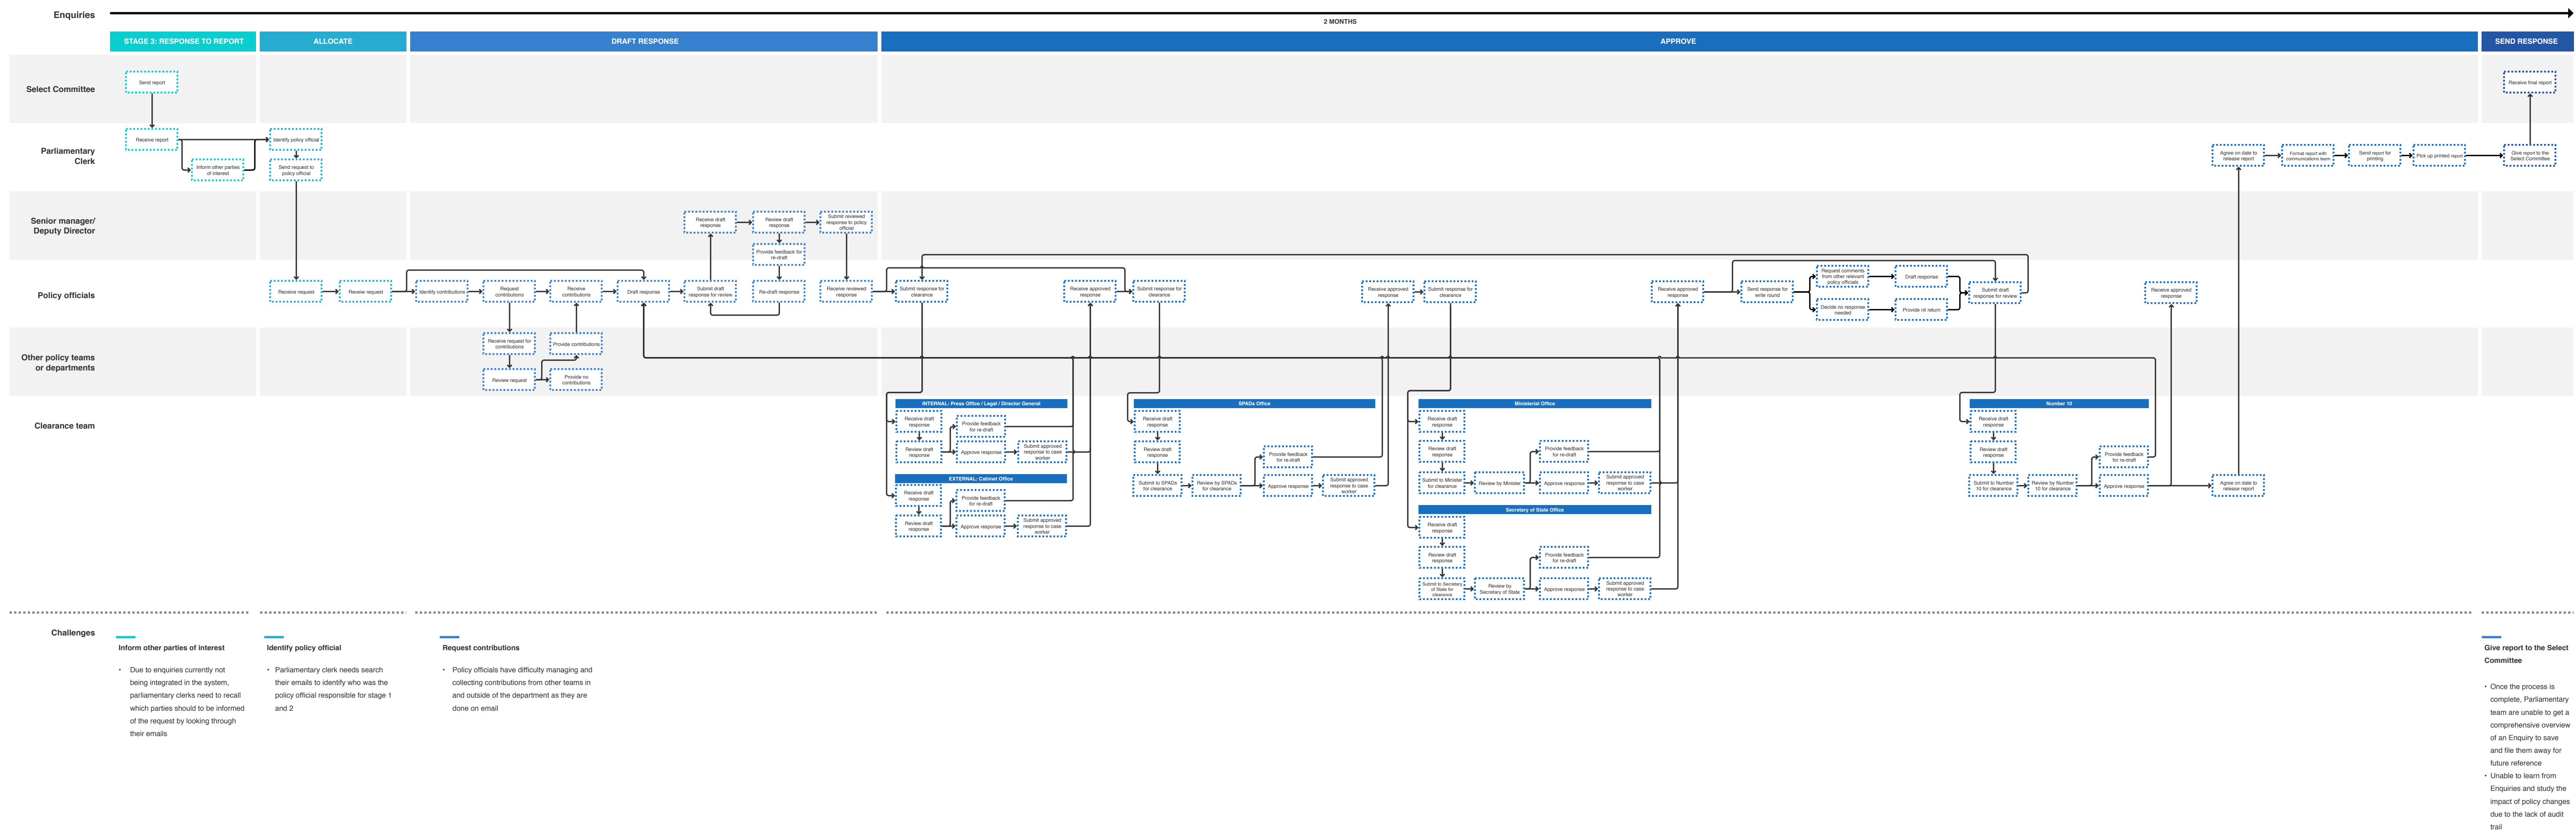 Enquiries
2 MONTHS
STAGE 3: RESPONSE TO REPORT
ALLOCATE
DRAFT RESPONSE
APPROVE
SEND RESPONSE
Select Committee
Send report
Receive final report
Parliamentary
Clerk
Receive report
Inform other parties
of interest
Identify policy official
Send request to
policy official
Agree on date to
release report
Format report with
communications team
Send report for
printing
Pick up printed report
Give report to the
Select Committee
Senior manager/
Deputy Director
Receive draft
response
Review draft
response
Submit reviewed
response to policy
official
Provide feedback for
re-draft
Policy officials
Receive request
Review request
Identify contributions
Request
contributions
Receive
contributions
Draft response
Submit draft
response for review
Re-draft response
Receive reviewed
response
Submit response for
clearance
Receive approved
response
Submit response for
clearance
Receive approved
response
Submit response for
clearance
Receive approved
response
Send response for
write round
Request comments
from other relevant
policy officials
Draft response
Decide no response
needed
Provide nil return
Submit draft
response for review
Receive approved
response
Other policy teams
or departments
Receive request for
contributions
Provide contributions
Review request
Provide no
contributions
Clearance team
INTERNAL: Press Office / Legal / Director General
Receive draft
response
Review draft
response
Provide feedback
for re-draft
Approve response
Submit approved
response to case
worker
EXTERNAL: Cabinet Office
Receive draft
response
Review draft
response
Provide feedback
for re-draft
Approve response
Submit approved
response to case
worker
SPADs Office
Receive draft
response
Review draft
response
Submit to SPADs
for clearance
Review by SPADs
for clearance
Provide feedback
for re-draft
Approve response
Submit approved
response to case
worker
Ministerial Office
Receive draft
response
Review draft
response
Submit to Minister
for clearance
Review by Minister
Provide feedback
for re-draft
Approve response
Submit approved
response to case
worker
Secretary of State Office
Receive draft
response
Review draft
response
Submit to Secretary
of State for
clearance
Review by
Secretary of State
Provide feedback
for re-draft
Approve response
Submit approved
response to case
worker
Number 10
Receive draft
response
Review draft
response
Submit to Number
10 for clearance
Review by Number
10 for clearance
Provide feedback
for re-draft
Approve response
Agree on date to
release report
Challenges
Inform other parties of interest
• Due to enquiries currently not
being integrated in the system,
parliamentary clerks need to recall
which parties should to be informed
of the request by looking through
their emails
Identify policy official
• Parliamentary clerk needs search
their emails to identify who was the
policy official responsible for stage 1
and 2
Request contributions
• Policy officials have difficulty managing and
collecting contributions from other teams in
and outside of the department as they are
done on email
Give report to the Select
Committee
• Once the process is
complete, Parliamentary
team are unable to get a
comprehensive overview
of an Enquiry to save
and file them away for
future reference
• Unable to learn from
Enquiries and study the
impact of policy changes
due to the lack of audit
trail